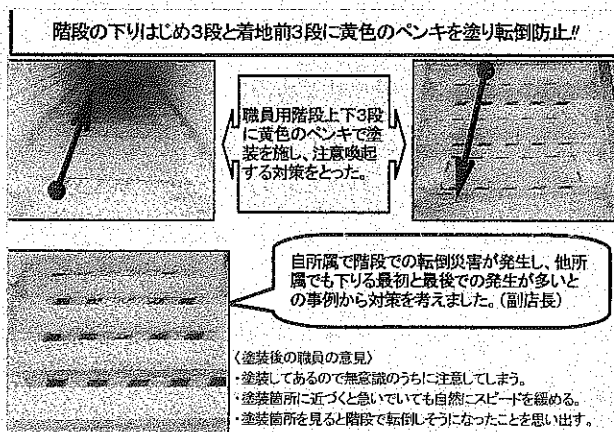 階段の下りはじめ3段と着地前3段に黄色のペンキを塗り転倒防止!!
職員用階段上下3段
に黄色のペンキで塗
装を施し、注意喚起
する対策をとった。
自所属で階段での転倒災害が発生し、他所
属でも下りる最初と最後での発生が多いと
の事例から対策を考えました。(副店長)
〈塗装後の職員の意見〉
・塗装してあるので無意識のうちに注意してしまう。
・塗装箇所に近づくと急いでいても自然にスピードを緩める。
・塗装箇所を見ると階段で転倒しそうになったことを思い出す。